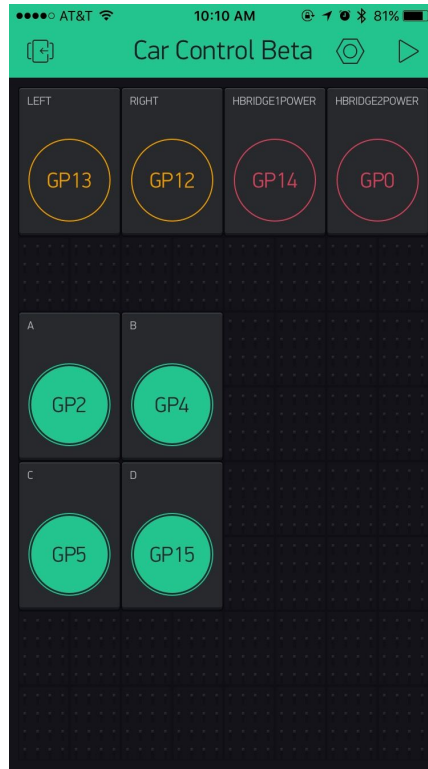 AT&T 10:10 AM 81%
Car Control Beta
LEFT RIGHT HBRIDGE1POWER HBRIDGE2POWER
GP13 GP12 GP14 GP0
A B
GP2 GP4
C D
GP5 GP15